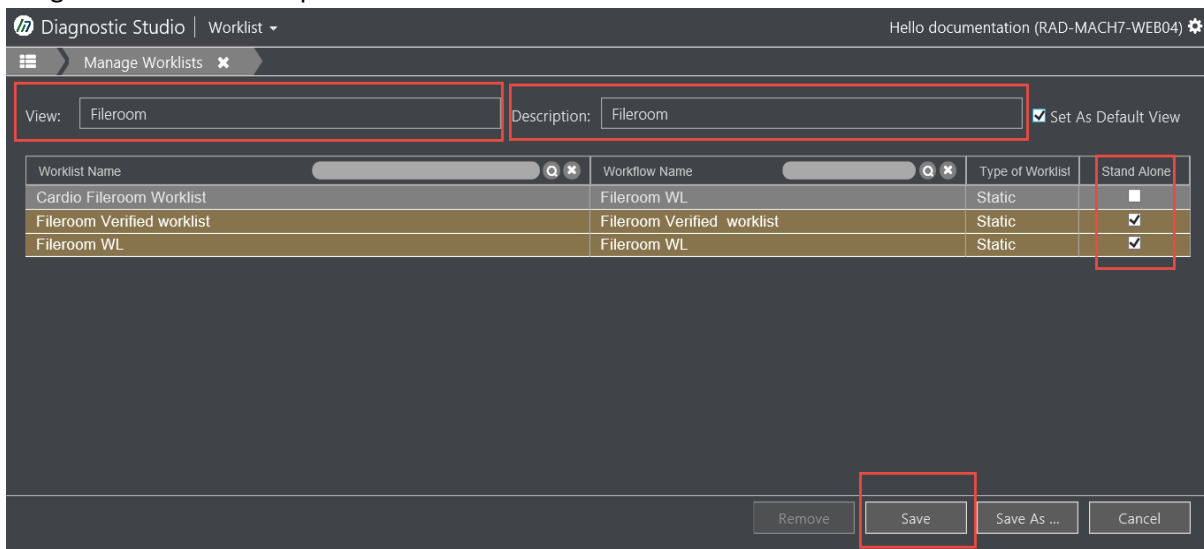 Diagnostic Studio | Worklist
Hello documentation (RAD-MACH7-WEB04)
Manage Worklists
View: Fileroom
Description: Fileroom
Set As Default View
Worklist Name
Workflow Name
Type of Worklist
Stand Alone
Cardio Fileroom Worklist
Fileroom WL
Static
Fileroom Verified worklist
Fileroom Verified worklist
Static
Fileroom WL
Fileroom WL
Static
Remove
Save
Save As ...
Cancel